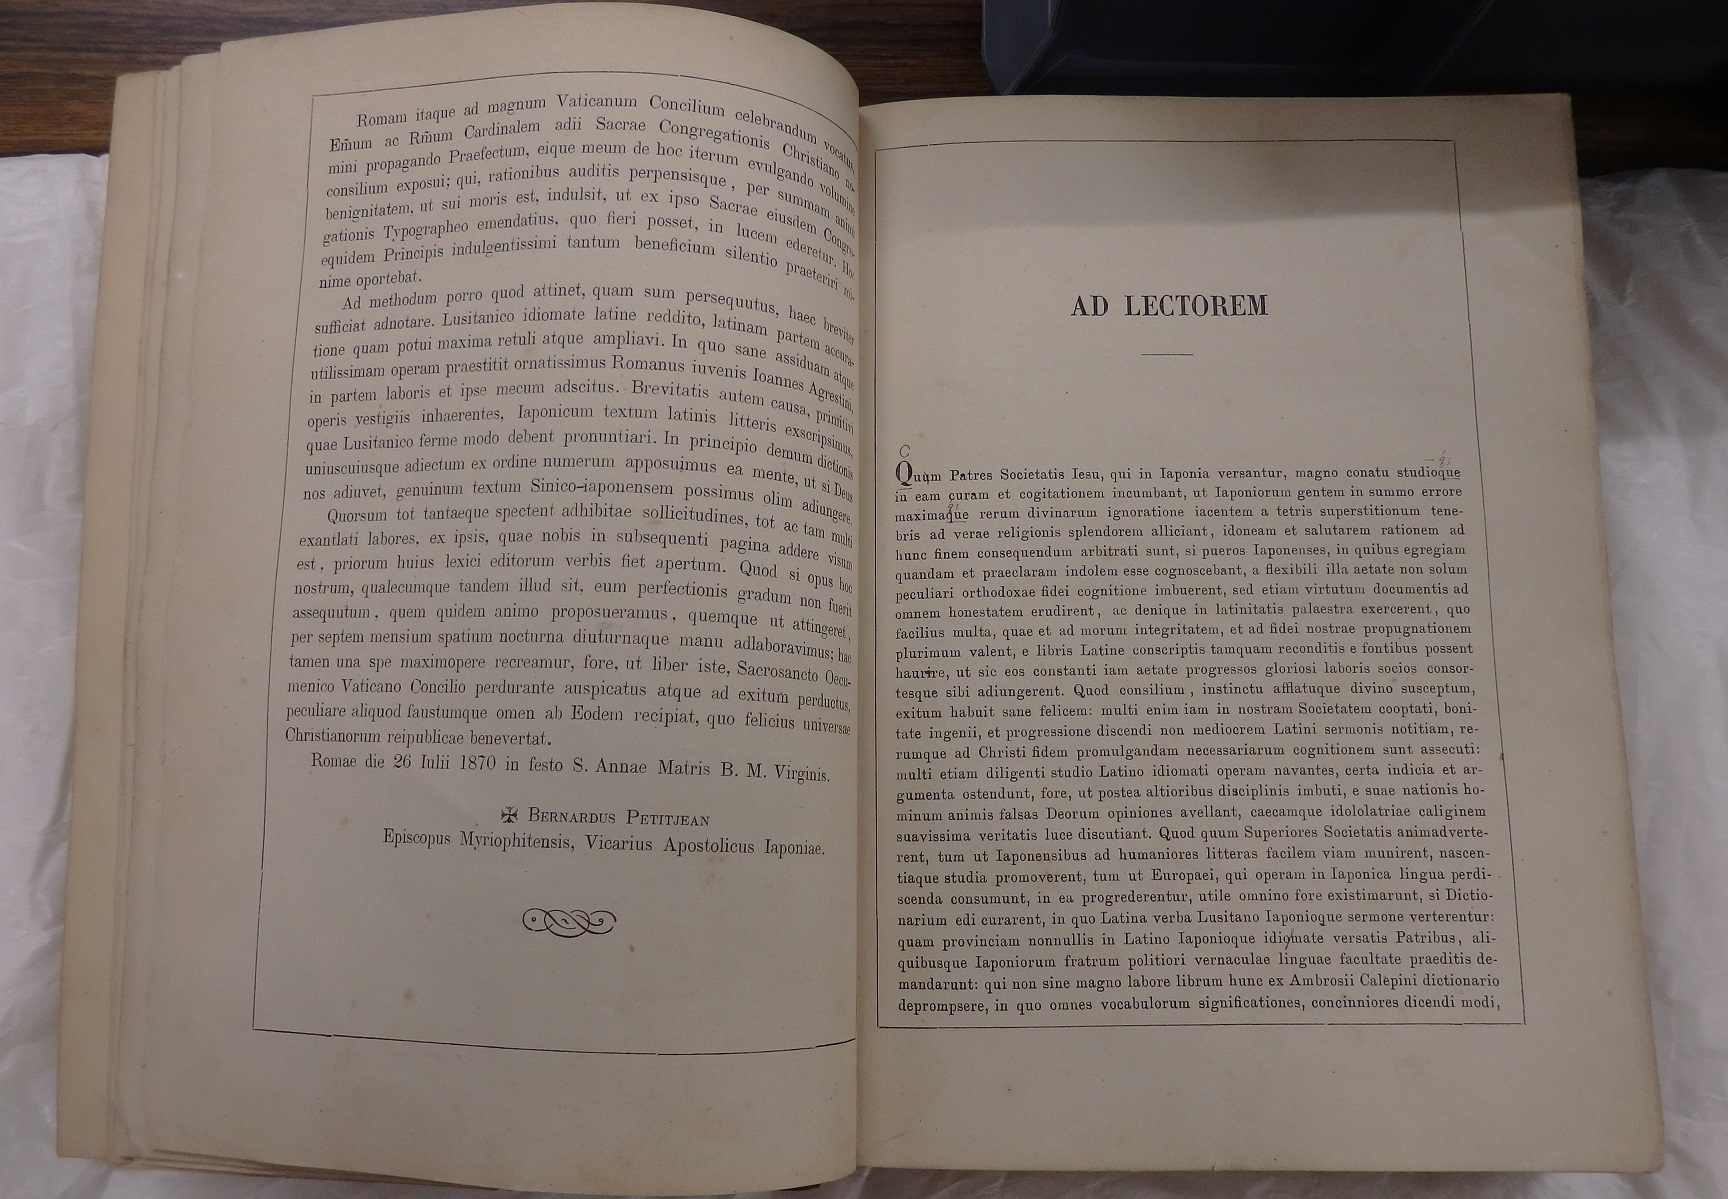 Romam itaque ad magnum Vaticanum Concilium celebrandum vocatus
Em̃um ac Rm̃um Cardinalem adii Sacrae Congregationis Christiano no-
mini propagando Praefectum, eique meum de hoc iterum evulgando volumine
consilium exposui; qui, rationibus auditis perpensisque, per summam animi
benignitatem, ut sui moris est, indulsit, ut ex ipso Sacrae eiusdem Congre-
gationis Typographeo emendatius, quo fieri posset, in lucem ederetur. Hoc
equidem Principis indulgentissimi tantum beneficium silentio praeteriri mi-
nime oportebat.
Ad methodum porro quod attinet, quam sum persequutus, haec breviter
sufficiat adnotare. Lusitanico idiomate latine reddito, latinam partem accura-
tione quam potui maxima retuli atque ampliavi. In quo sane assiduam atque
utilissimam operam praestitit ornatissimus Romanus iuvenis Ioannes Agrestini,
in partem laboris et ipse mecum adscitus. Brevitatis autem causa, primitivi
operis vestigiis inhaerentes, Iaponicum textum latinis litteris exscripsimus,
quae Lusitanico ferme modo debent pronuntiari. In principio demum dictionis
uniuscuiusque adiectum ex ordine numerum apposuimus ea mente, ut si Deus
nos adiuvet, genuinum textum Sinico-iaponensem possimus olim adiungere.
Quorsum tot tantaeque spectent adhibitae sollicitudines, tot ac tam multi
exantlati labores, ex ipsis, quae nobis in subsequenti pagina addere visum
est, priorum huius lexici editorum verbis fiet apertum. Quod si opus hoc
nostrum, qualecumque tandem illud sit, eum perfectionis gradum non fuerit
assequutum, quem quidem animo proposueramus, quemque ut attingeret,
per septem mensium spatium nocturna diuturnaque manu adlaboravimus; hac
tamen una spe maximopere recreamur, fore, ut liber iste, Sacrosancto Oecu-
menico Vaticano Concilio perdurante auspicatus atque ad exitum perductus,
peculiare aliquod faustumque omen ab Eodem recipiat, quo felicius universae
Christianorum reipublicae benevertat.
Romae die 26 Iulii 1870 in festo S. Annae Matris B. M. Virginis.
✠ BERNARDUS PETITJEAN
Episcopus Myriophitensis, Vicarius Apostolicus Iaponiae.
AD LECTOREM
C
Quum Patres Societatis Iesu, qui in Iaponia versantur, magno conatu studioque
in eam curam et cogitationem incumbant, ut Iaponiorum gentem in summo errore
maximaque rerum divinarum ignoratione iacentem a tetris superstitionum tene-
bris ad verae religionis splendorem alliciant, idoneam et salutarem rationem ad
hunc finem consequendum arbitrati sunt, si pueros Iaponenses, in quibus egregiam
quandam et praeclaram indolem esse cognoscebant, a flexibili illa aetate non solum
peculiari orthodoxae fidei cognitione imbuerent, sed etiam virtutum documentis ad
omnem honestatem erudirent, ac denique in latinitatis palaestra exercerent, quo
facilius multa, quae et ad morum integritatem, et ad fidei nostrae propugnationem
plurimum valent, e libris Latine conscriptis tamquam reconditis e fontibus possent
haurire, ut sic eos constanti iam aetate progressos gloriosi laboris socios consor-
tesque sibi adiungerent. Quod consilium, instinctu afflatuque divino susceptum,
exitum habuit sane felicem: multi enim iam in nostram Societatem cooptati, boni-
tate ingenii, et progressione discendi non mediocrem Latini sermonis notitiam, re-
rumque ad Christi fidem promulgandam necessariarum cognitionem sunt assecuti:
multi etiam diligenti studio Latino idiomati operam navantes, certa indicia et ar-
gumenta ostendunt, fore, ut postea altioribus disciplinis imbuti, e suae nationis ho-
minum animis falsas Deorum opiniones avellant, caecamque idololatriae caliginem
suavissima veritatis luce discutiant. Quod quum Superiores Societatis animadverte-
rent, tum ut Iaponensibus ad humaniores litteras facilem viam munirent, nascen-
tiaque studia promoverent, tum ut Europaei, qui operam in Iaponica lingua perdi-
scenda consumunt, in ea progrederentur, utile omnino fore existimarunt, si Dictio-
narium edi curarent, in quo Latina verba Lusitano Iaponioque sermone verterentur:
quam provinciam nonnullis in Latino Iaponioque idiomate versatis Patribus, ali-
quibusque Iaponiorum fratrum politiori vernaculae linguae facultate praeditis de-
mandarunt: qui non sine magno labore librum hunc ex Ambrosii Calepini dictionario
deprompsere, in quo omnes vocabulorum significationes, concinniores dicendi modi,